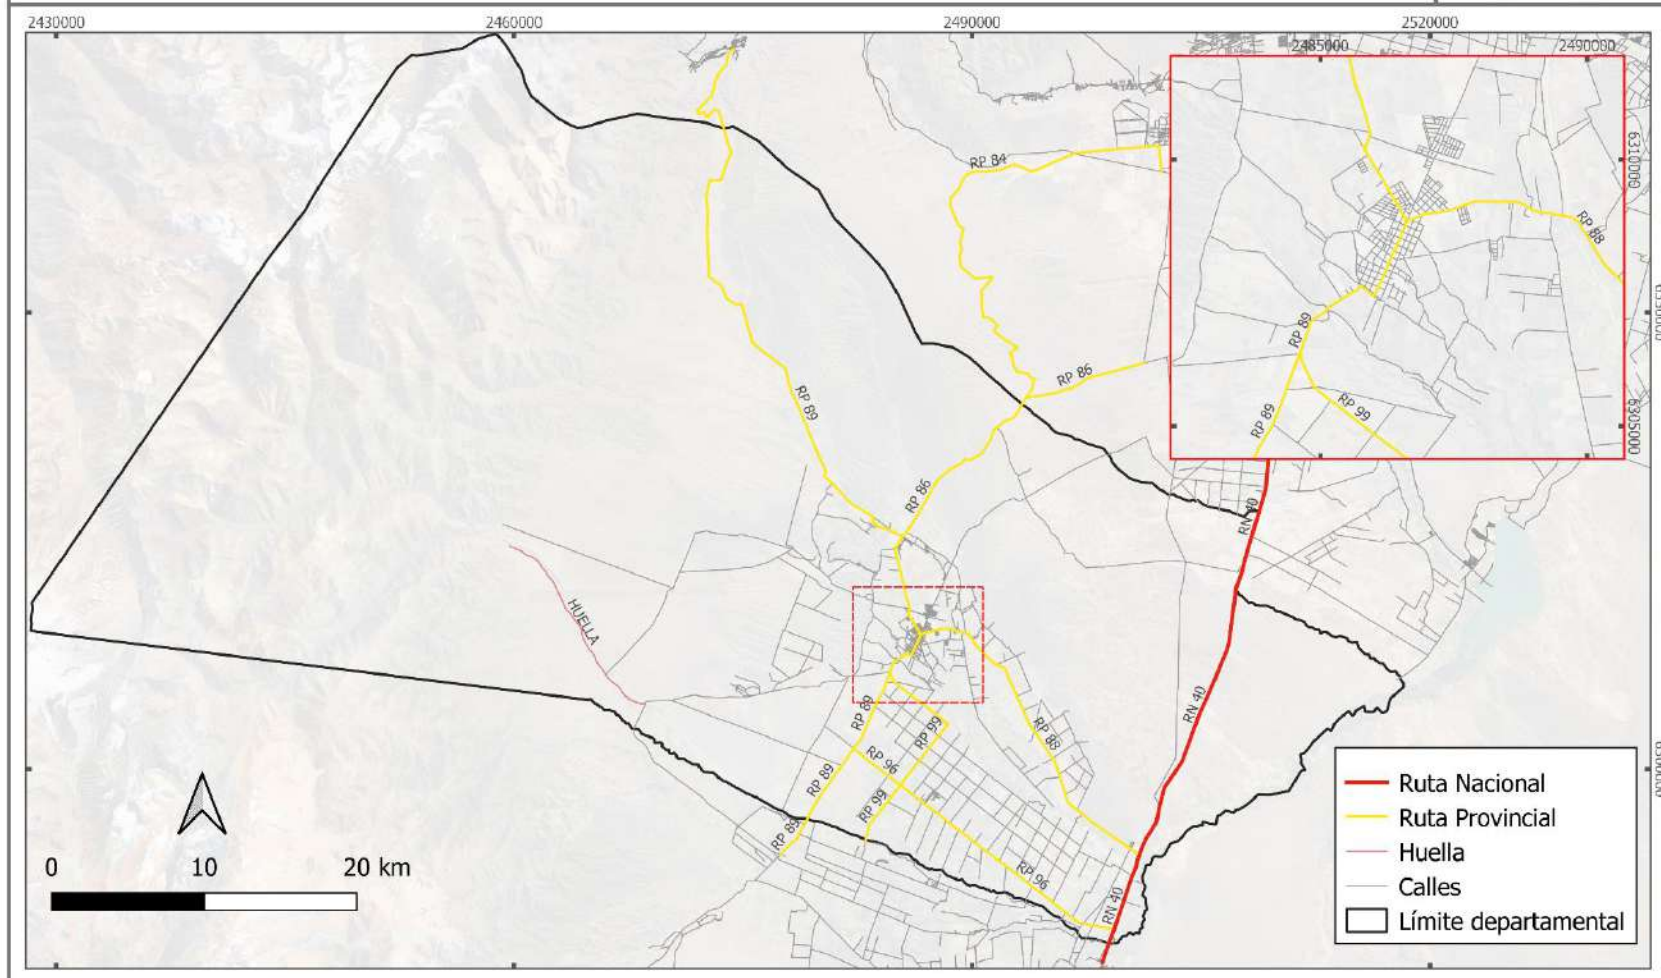 2430000
2460000
2490000
2520000
2485000
2490000
6310000
6305000
RP 88
RP 89
RP 89
RP 99
RP 84
RP 86
RP 89
RP 86
RN 40
HUELLA
RN 40
RP 89
RP 99
RP 88
RP 96
RP 89
RP 99
RP 89
RP 96
RN 40
0
10
20 km
Ruta Nacional
Ruta Provincial
Huella
Calles
Límite departamental